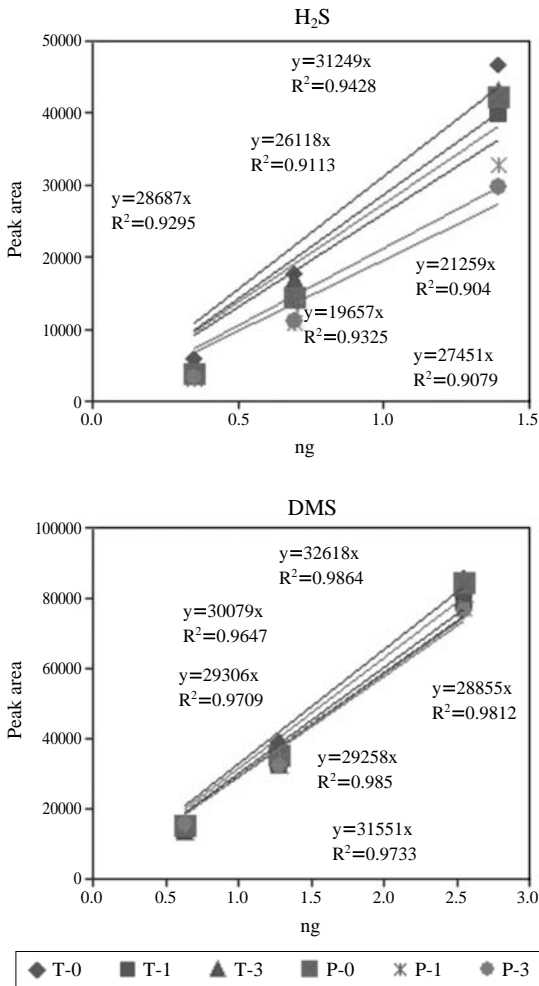 H₂S
50000
y=31249x
R²=0.9428
40000
y=26118x
R²=0.9113
30000
y=28687x
R²=0.9295
Peak area
20000
y=21259x
R²=0.904
y=19657x
R²=0.9325
10000
y=27451x
R²=0.9079
0
0.0 0.5 1.0 1.5
ng
DMS
100000
y=32618x
R²=0.9864
80000
y=30079x
R²=0.9647
60000
y=29306x
R²=0.9709
y=28855x
R²=0.9812
Peak area
40000
y=29258x
R²=0.985
20000
y=31551x
R²=0.9733
0
0.0 0.5 1.0 1.5 2.0 2.5 3.0
ng
T-0 T-1 T-3 P-0 P-1 P-3